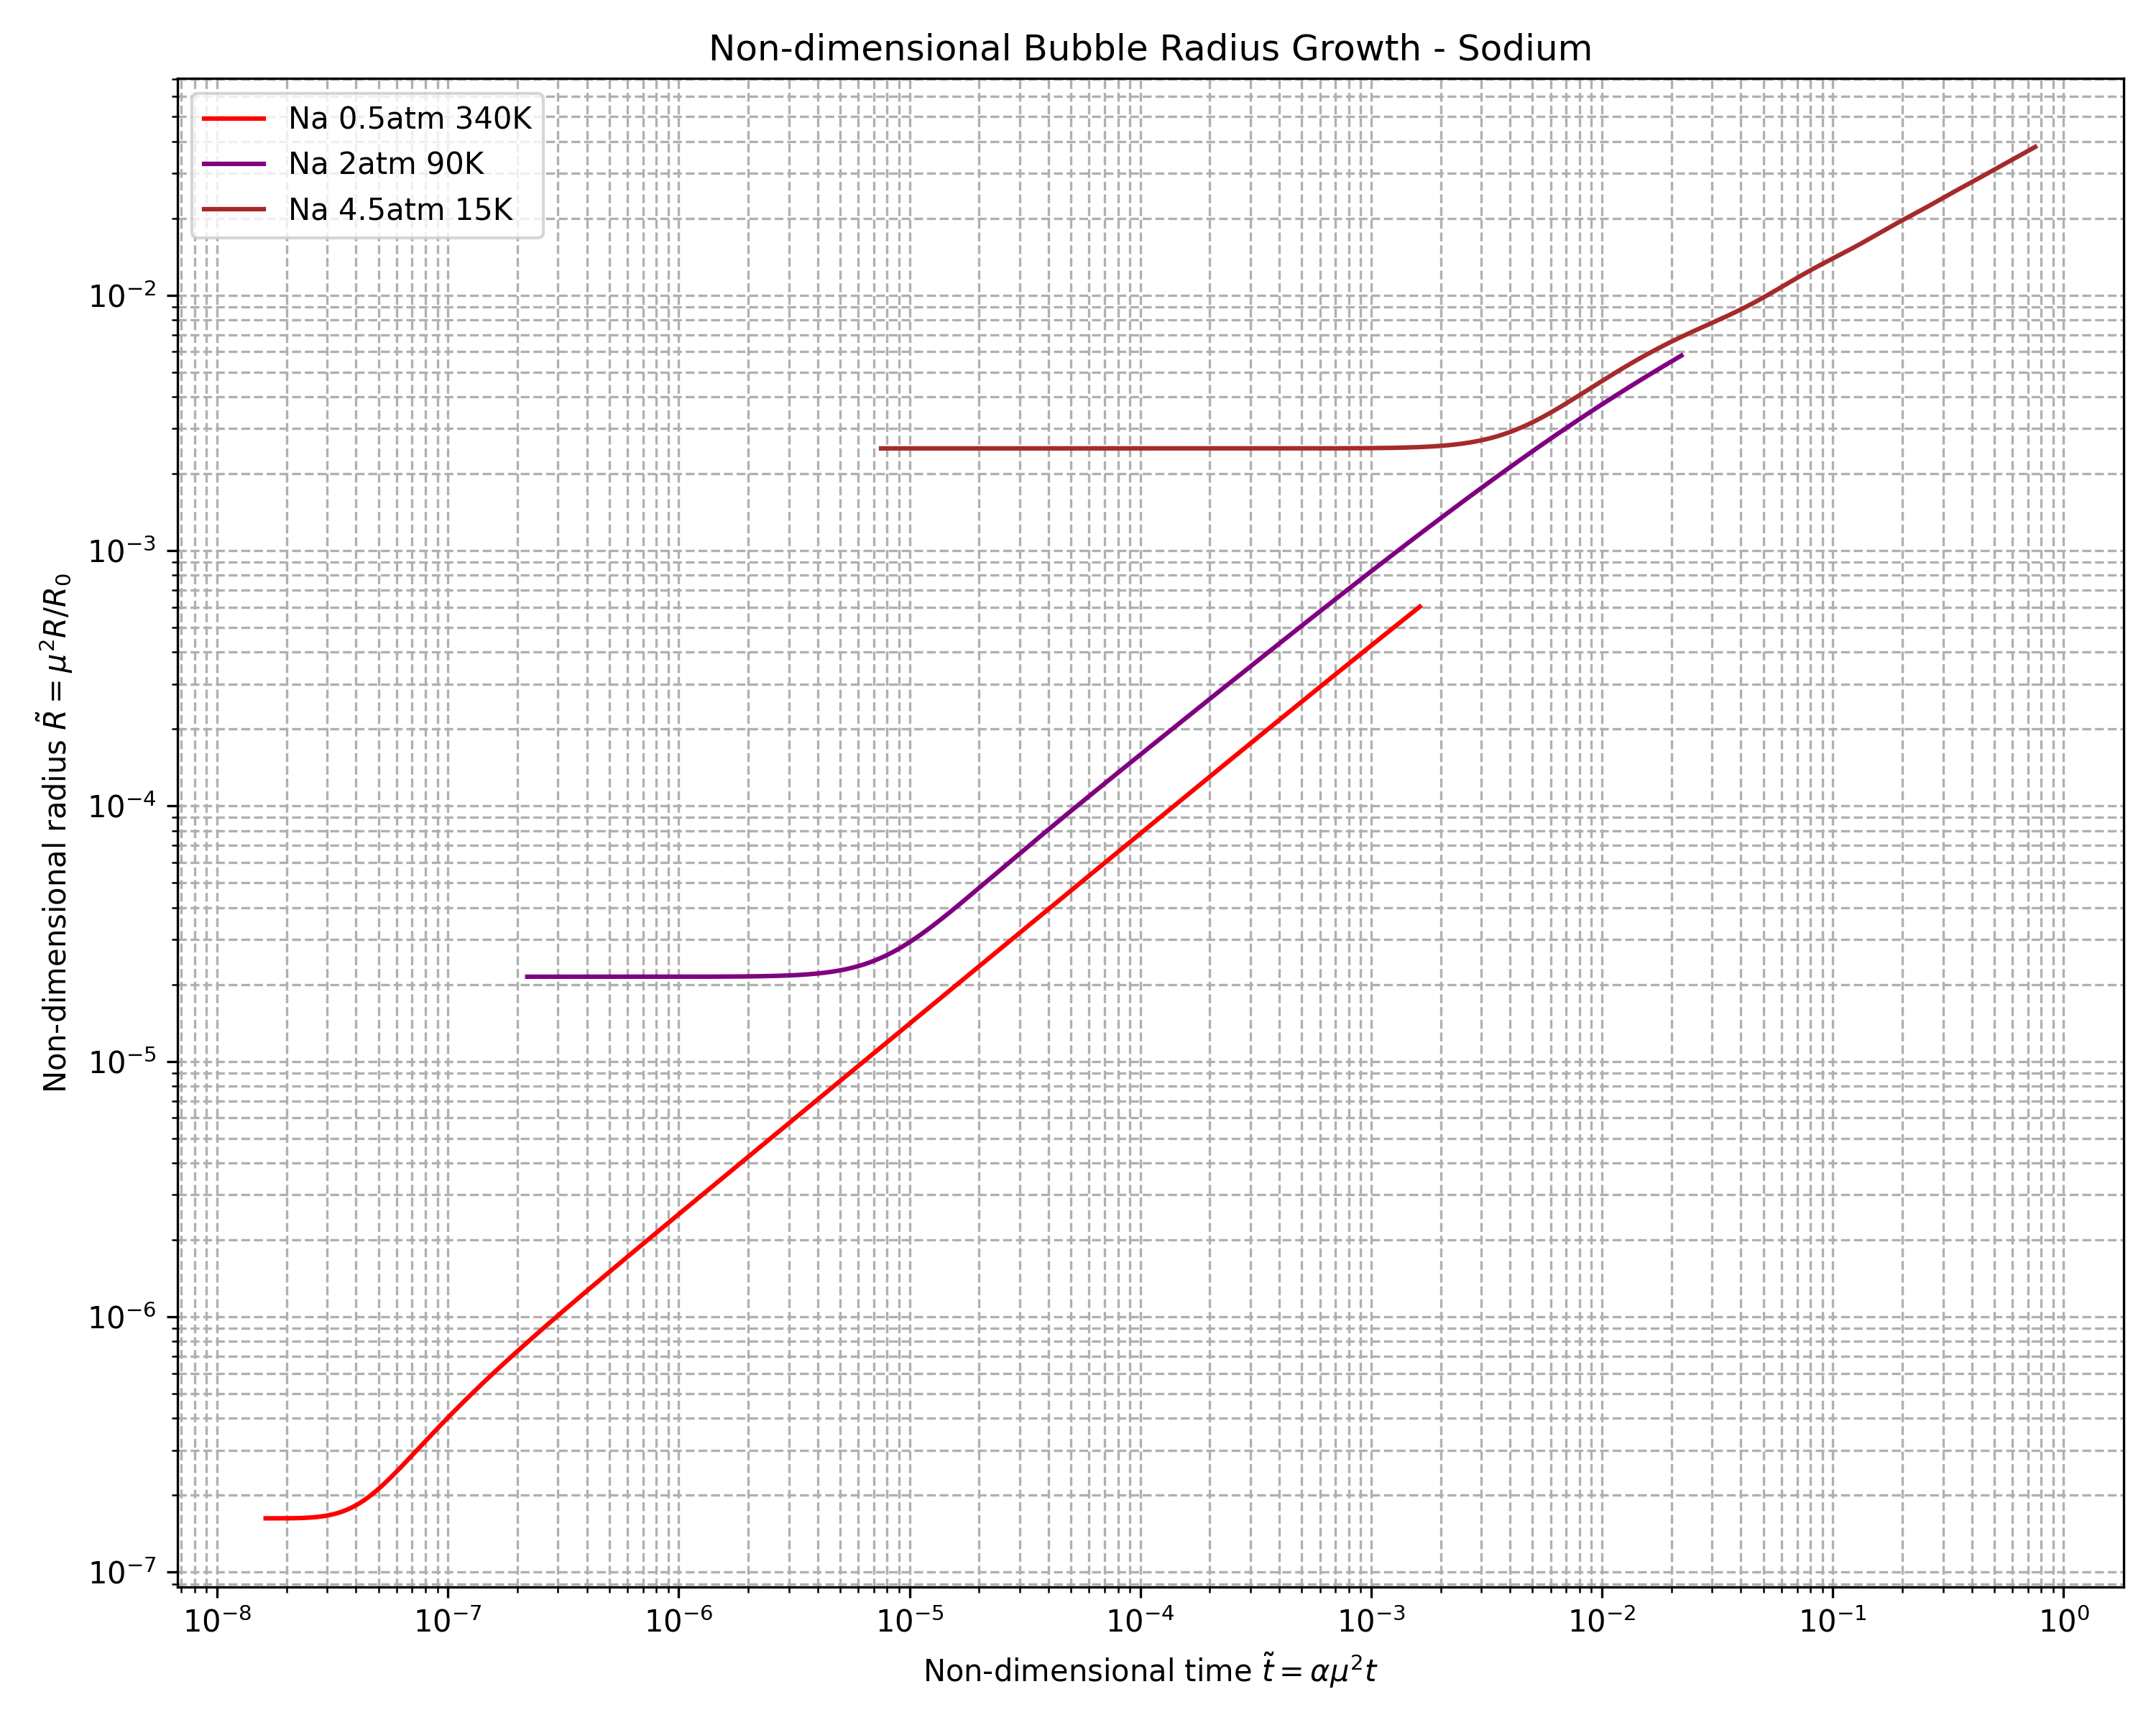 Non-dimensional Bubble Radius Growth - Sodium
Na 0.5atm 340K
Na 2atm 90K
Na 4.5atm 15K
Non-dimensional radius R̃ = μ²R/R₀
10⁻²
10⁻³
10⁻⁴
10⁻⁵
10⁻⁶
10⁻⁷
10⁻⁸ 10⁻⁷ 10⁻⁶ 10⁻⁵ 10⁻⁴ 10⁻³ 10⁻² 10⁻¹ 10⁰
Non-dimensional time t̃ = αμ²t